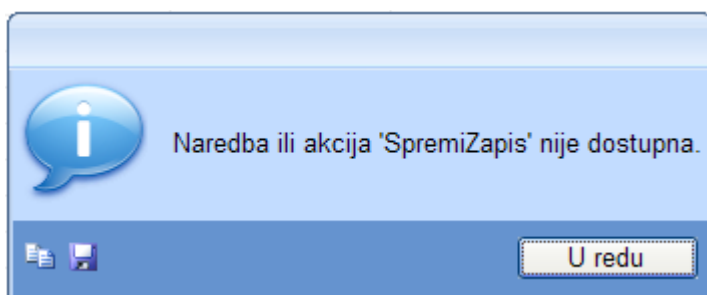 Naredba ili akcija 'SpremiZapis' nije dostupna.
U redu